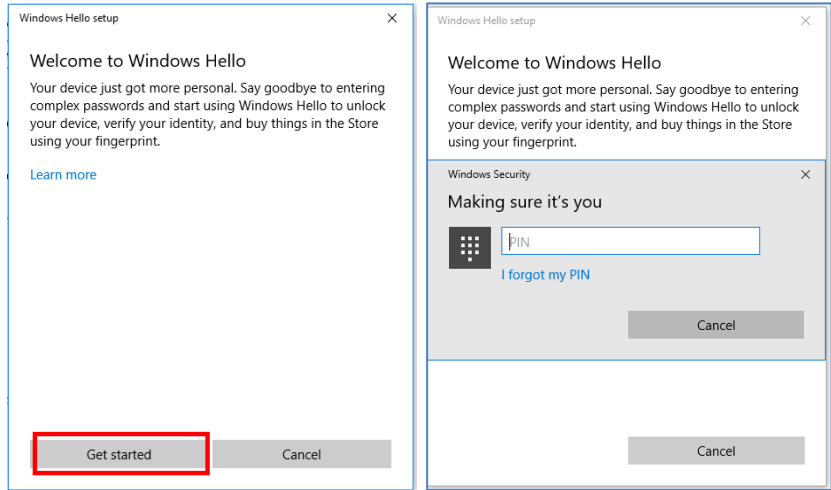 Windows Hello setup
Welcome to Windows Hello
Your device just got more personal. Say goodbye to entering
complex passwords and start using Windows Hello to unlock
your device, verify your identity, and buy things in the Store
using your fingerprint.
Learn more
Get started
Cancel
Windows Hello setup
Welcome to Windows Hello
Your device just got more personal. Say goodbye to entering
complex passwords and start using Windows Hello to unlock
your device, verify your identity, and buy things in the Store
using your fingerprint.
Windows Security
Making sure it's you
PIN
I forgot my PIN
Cancel
Cancel